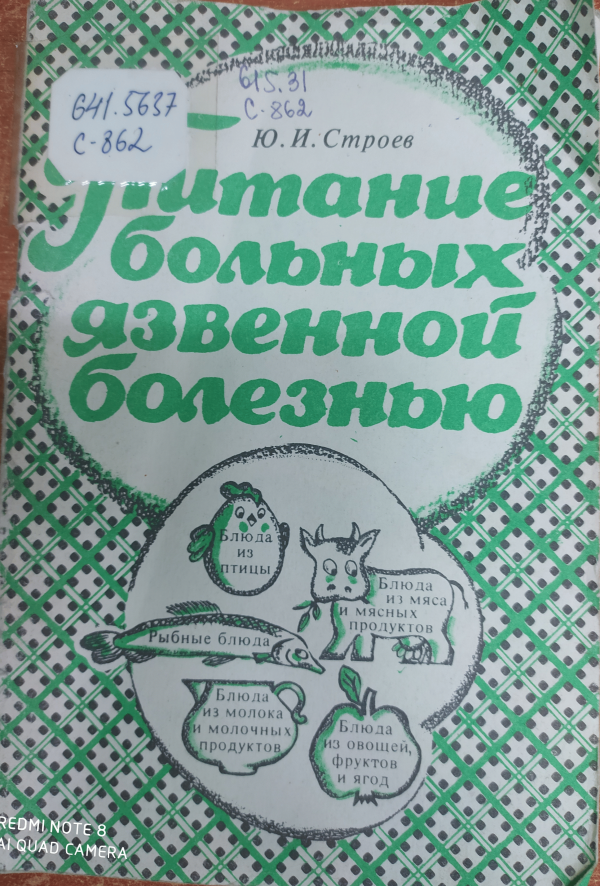 641.5637
С-862
615.31
С-862
Ю. И. Строев
Питание
больных
язвенной
болезнью
Блюда
из
птицы
Блюда
из мяса
и мясных
продуктов
Рыбные блюда
Блюда
из молока
и молочных
продуктов
Блюда
из овощей,
фруктов
и ягод
REDMI NOTE 8
AI QUAD CAMERA